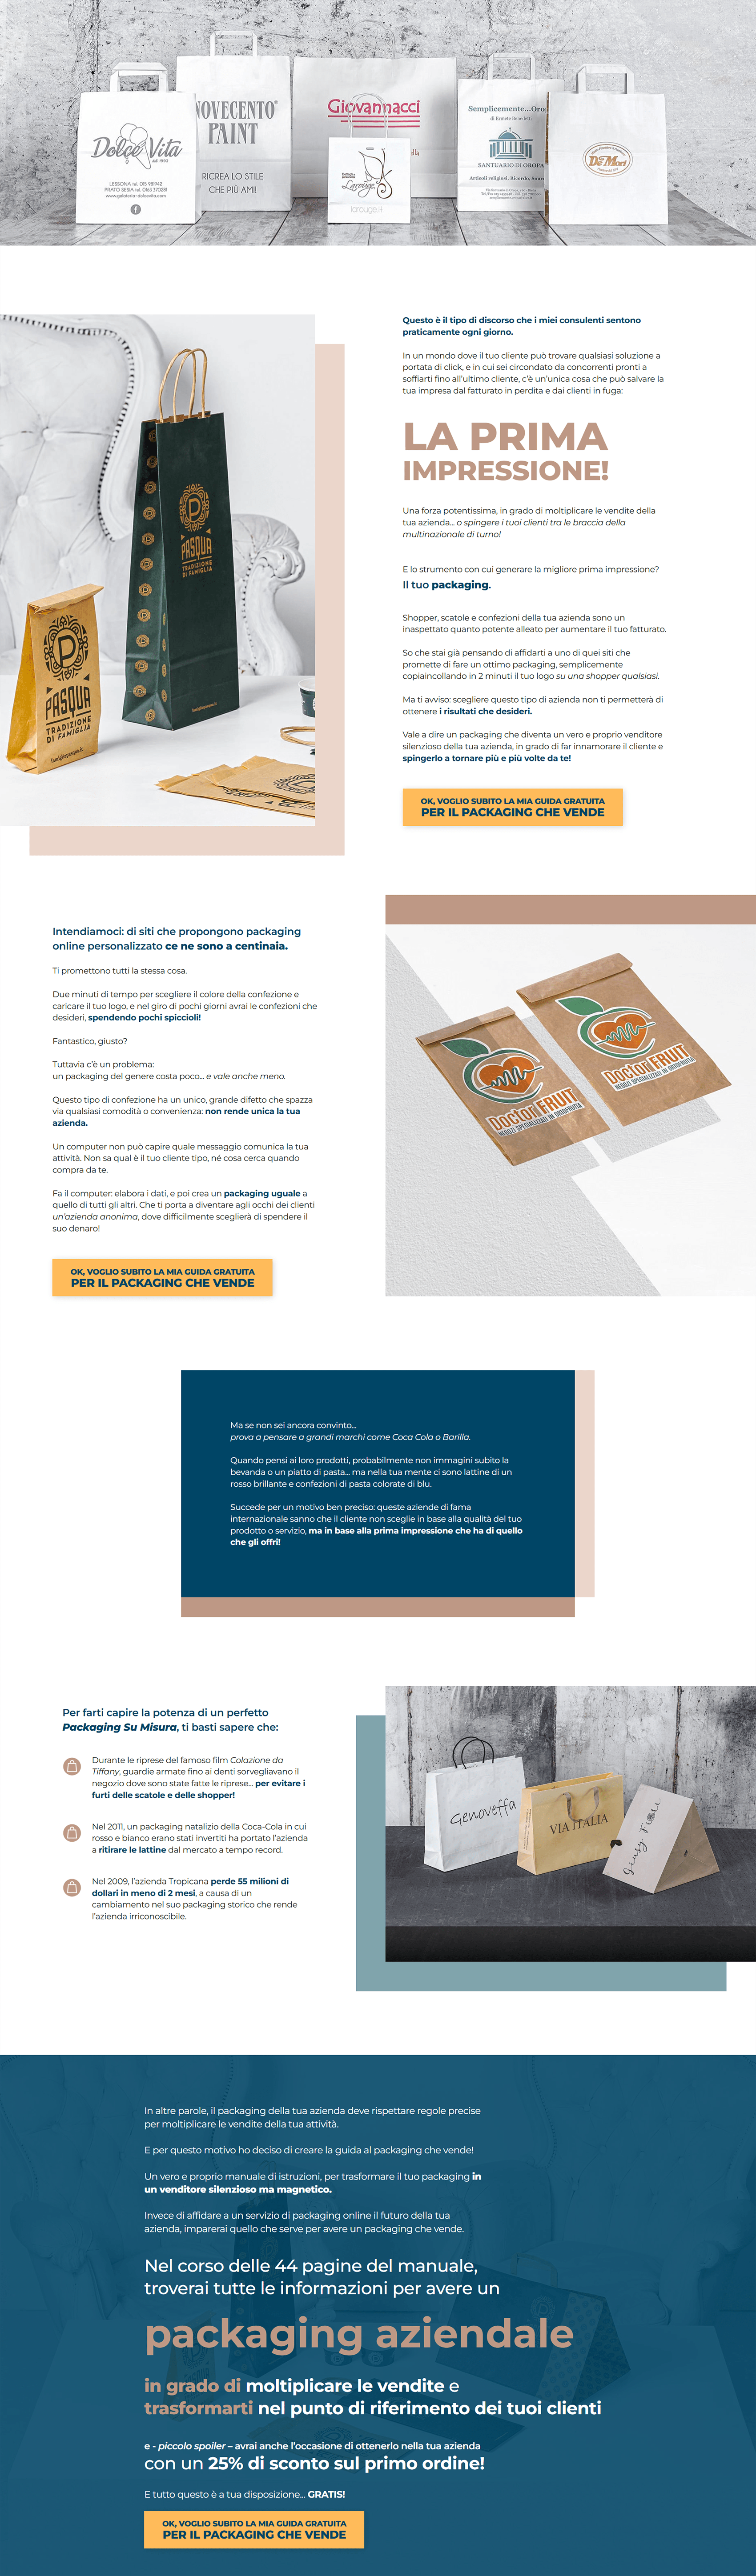 Dolce Vita
dal 1983
LESSONA tel. 015 981942
PRATO SESIA tel. 0163 570281
www.gelateria-dolcevita.com
NOVECENTO
PAINT
RICREA LO STILE
CHE PIÙ AMI!
Giovannacci
ella
Larouge
larouge.it
Semplicemente...Oro
di Ermete Benedetti
SANTUARIO DI OROPA
De Mori
PASQUA
TRADIZIONE
DI FAMIGLIA
famigliapasqua.it
P
PASQUA
TRADIZIONE
DI FAMIGLIA
famigliapasqua.it
Questo è il tipo di discorso che i miei consulenti sentono
praticamente ogni giorno.
In un mondo dove il tuo cliente può trovare qualsiasi soluzione a
portata di click, e in cui sei circondato da concorrenti pronti a
soffiarti fino all'ultimo cliente, c'è un'unica cosa che può salvare la
tua impresa dal fatturato in perdita e dai clienti in fuga:
LA PRIMA
IMPRESSIONE!
Una forza potentissima, in grado di moltiplicare le vendite della
tua azienda... o spingere i tuoi clienti tra le braccia della
multinazionale di turno!
E lo strumento con cui generare la migliore prima impressione?
Il tuo packaging.
Shopper, scatole e confezioni della tua azienda sono un
inaspettato quanto potente alleato per aumentare il tuo fatturato.
So che stai già pensando di affidarti a uno di quei siti che
promette di fare un ottimo packaging, semplicemente
copiaincollando in 2 minuti il tuo logo su una shopper qualsiasi.
Ma ti avviso: scegliere questo tipo di azienda non ti permetterà di
ottenere i risultati che desideri.
Vale a dire un packaging che diventa un vero e proprio venditore
silenzioso della tua azienda, in grado di far innamorare il cliente e
spingerlo a tornare più e più volte da te!
OK, VOGLIO SUBITO LA MIA GUIDA GRATUITA
PER IL PACKAGING CHE VENDE
Intendiamoci: di siti che propongono packaging
online personalizzato ce ne sono a centinaia.
Ti promettono tutti la stessa cosa.
Due minuti di tempo per scegliere il colore della confezione e
caricare il tuo logo, e nel giro di pochi giorni avrai le confezioni che
desideri, spendendo pochi spiccioli!
Fantastico, giusto?
Tuttavia c'è un problema:
un packaging del genere costa poco... e vale anche meno.
Questo tipo di confezione ha un unico, grande difetto che spazza
via qualsiasi comodità o convenienza: non rende unica la tua
azienda.
Un computer non può capire quale messaggio comunica la tua
attività. Non sa qual è il tuo cliente tipo, né cosa cerca quando
compra da te.
Fa il computer: elabora i dati, e poi crea un packaging uguale a
quello di tutti gli altri. Che ti porta a diventare agli occhi dei clienti
un'azienda anonima, dove difficilmente sceglierà di spendere il
suo denaro!
OK, VOGLIO SUBITO LA MIA GUIDA GRATUITA
PER IL PACKAGING CHE VENDE
Doctor FRUIT
NEGOZI SPECIALIZZATI IN ORTOFRUTTA
Doctor FRUIT
NEGOZI SPECIALIZZATI IN ORTOFRUTTA
Ma se non sei ancora convinto...
prova a pensare a grandi marchi come Coca Cola o Barilla.
Quando pensi ai loro prodotti, probabilmente non immagini subito la
bevanda o un piatto di pasta... ma nella tua mente ci sono lattine di un
rosso brillante e confezioni di pasta colorate di blu.
Succede per un motivo ben preciso: queste aziende di fama
internazionale sanno che il cliente non sceglie in base alla qualità del tuo
prodotto o servizio, ma in base alla prima impressione che ha di quello
che gli offri!
Per farti capire la potenza di un perfetto
Packaging Su Misura, ti basti sapere che:
Durante le riprese del famoso film Colazione da
Tiffany, guardie armate fino ai denti sorvegliavano il
negozio dove sono state fatte le riprese... per evitare i
furti delle scatole e delle shopper!
Nel 2011, un packaging natalizio della Coca-Cola in cui
rosso e bianco erano stati invertiti ha portato l'azienda
a ritirare le lattine dal mercato a tempo record.
Nel 2009, l'azienda Tropicana perde 55 milioni di
dollari in meno di 2 mesi, a causa di un
cambiamento nel suo packaging storico che rende
l'azienda irriconoscibile.
Genoveffa
VIA ITALIA
Giusy Fiori
In altre parole, il packaging della tua azienda deve rispettare regole precise
per moltiplicare le vendite della tua attività.
E per questo motivo ho deciso di creare la guida al packaging che vende!
Un vero e proprio manuale di istruzioni, per trasformare il tuo packaging in
un venditore silenzioso ma magnetico.
Invece di affidare a un servizio di packaging online il futuro della tua
azienda, imparerai quello che serve per avere un packaging che vende.
Nel corso delle 44 pagine del manuale,
troverai tutte le informazioni per avere un
packaging aziendale
in grado di moltiplicare le vendite e
trasformarti nel punto di riferimento dei tuoi clienti
e - piccolo spoiler – avrai anche l'occasione di ottenerlo nella tua azienda
con un 25% di sconto sul primo ordine!
E tutto questo è a tua disposizione... GRATIS!
OK, VOGLIO SUBITO LA MIA GUIDA GRATUITA
PER IL PACKAGING CHE VENDE